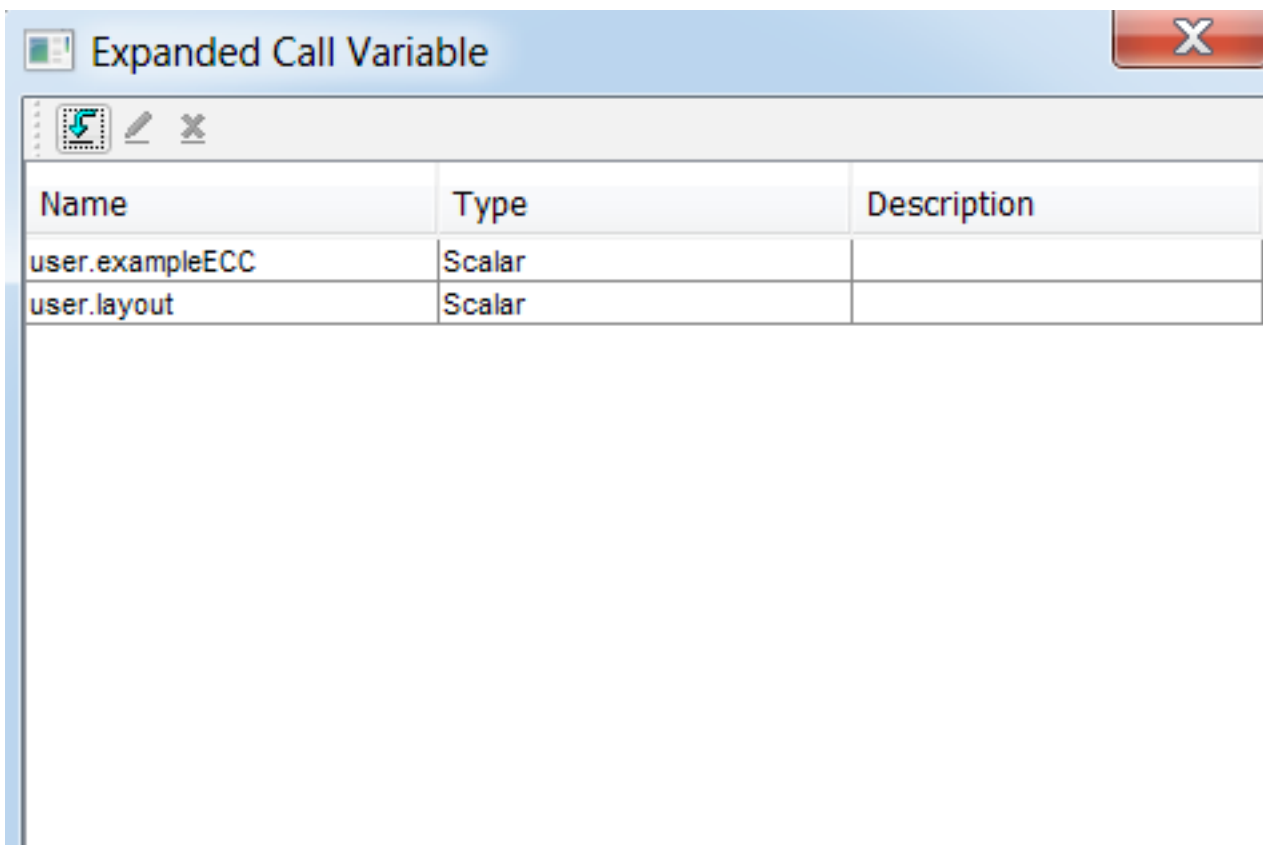 Expanded Call Variable
Name Type Description
user.exampleECC Scalar
user.layout Scalar